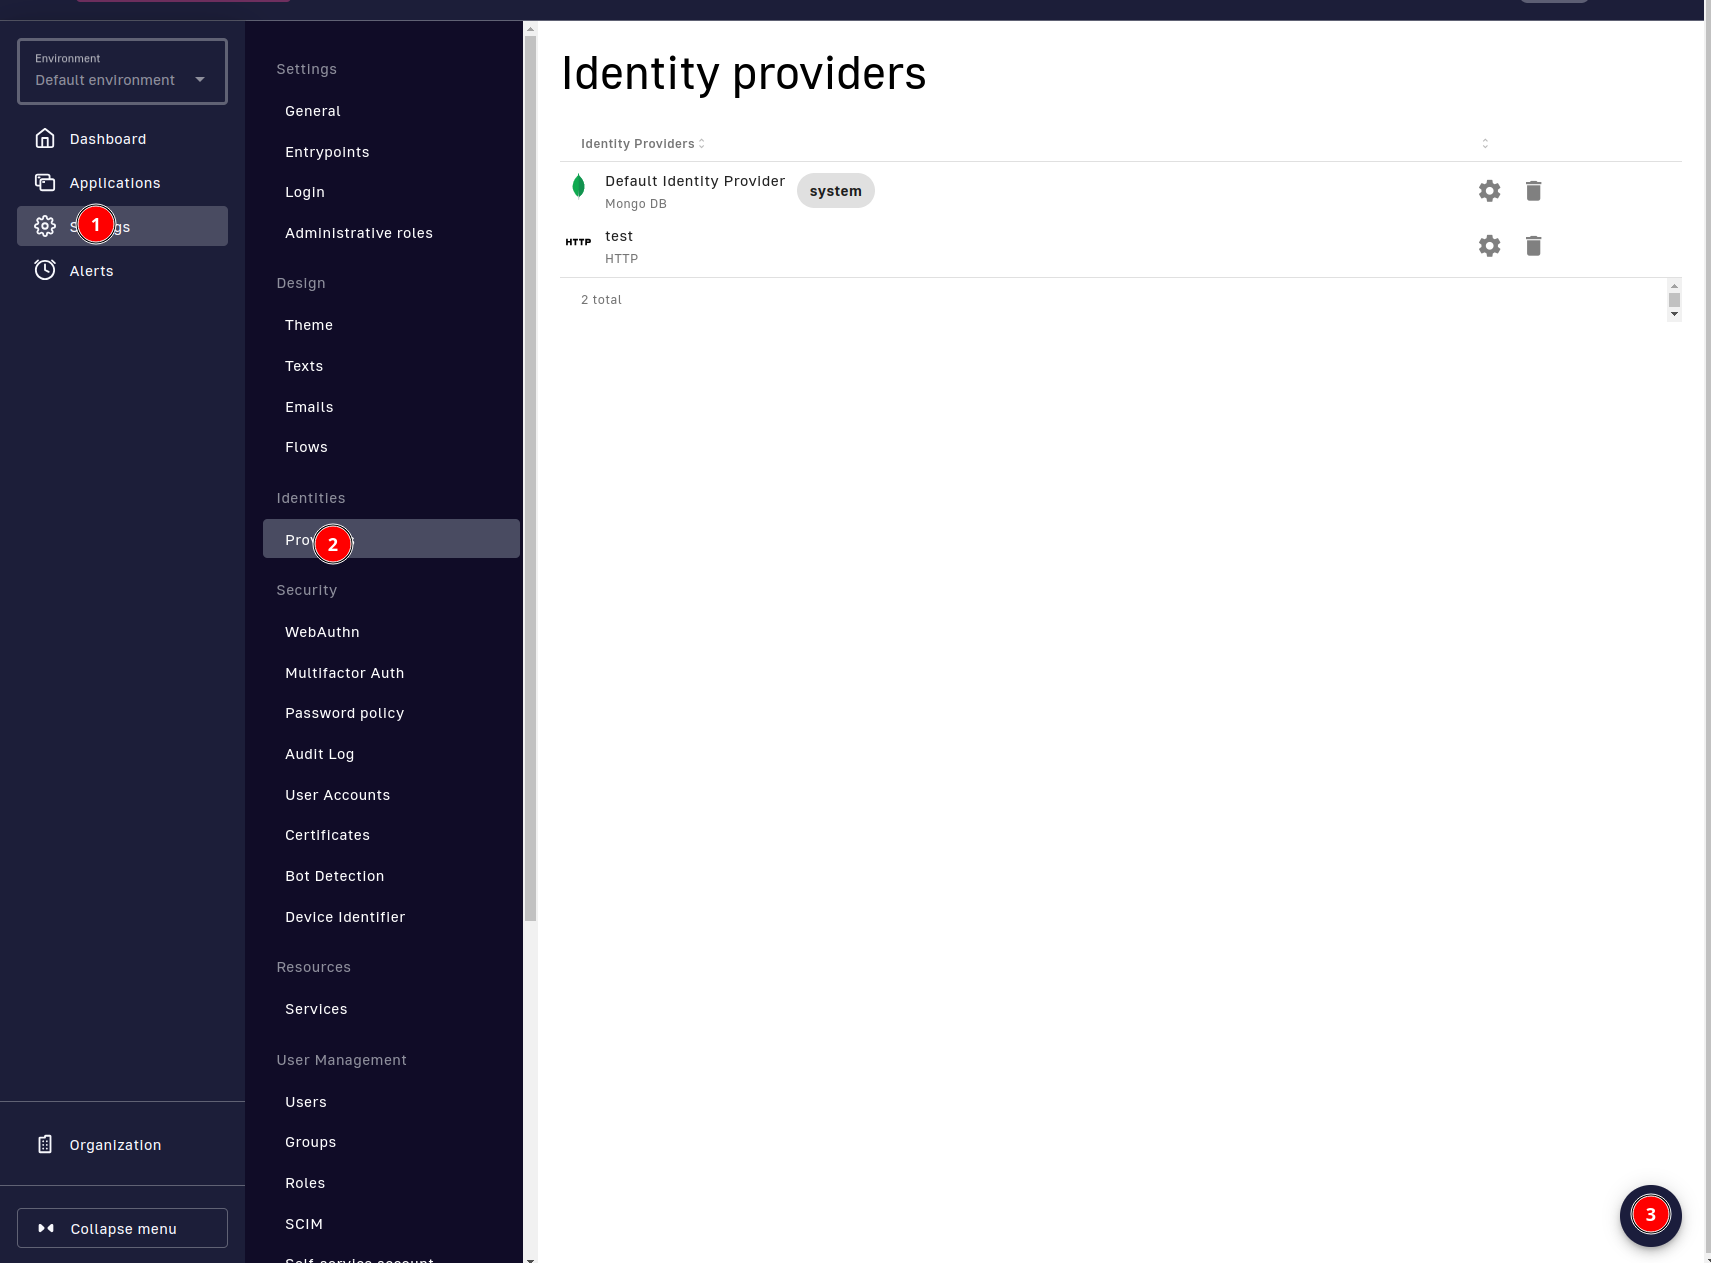 Environment
Default environment
Dashboard
Applications
1
Alerts
Organization
Collapse menu
Settings
General
Entrypoints
Login
Administrative roles
Design
Theme
Texts
Emails
Flows
Identities
2
Security
WebAuthn
Multifactor Auth
Password policy
Audit Log
User Accounts
Certificates
Bot Detection
Device Identifier
Resources
Services
User Management
Users
Groups
Roles
SCIM
Self-service account
Identity providers
Identity Providers
Default Identity Provider
system
Mongo DB
HTTP
test
HTTP
2 total
3